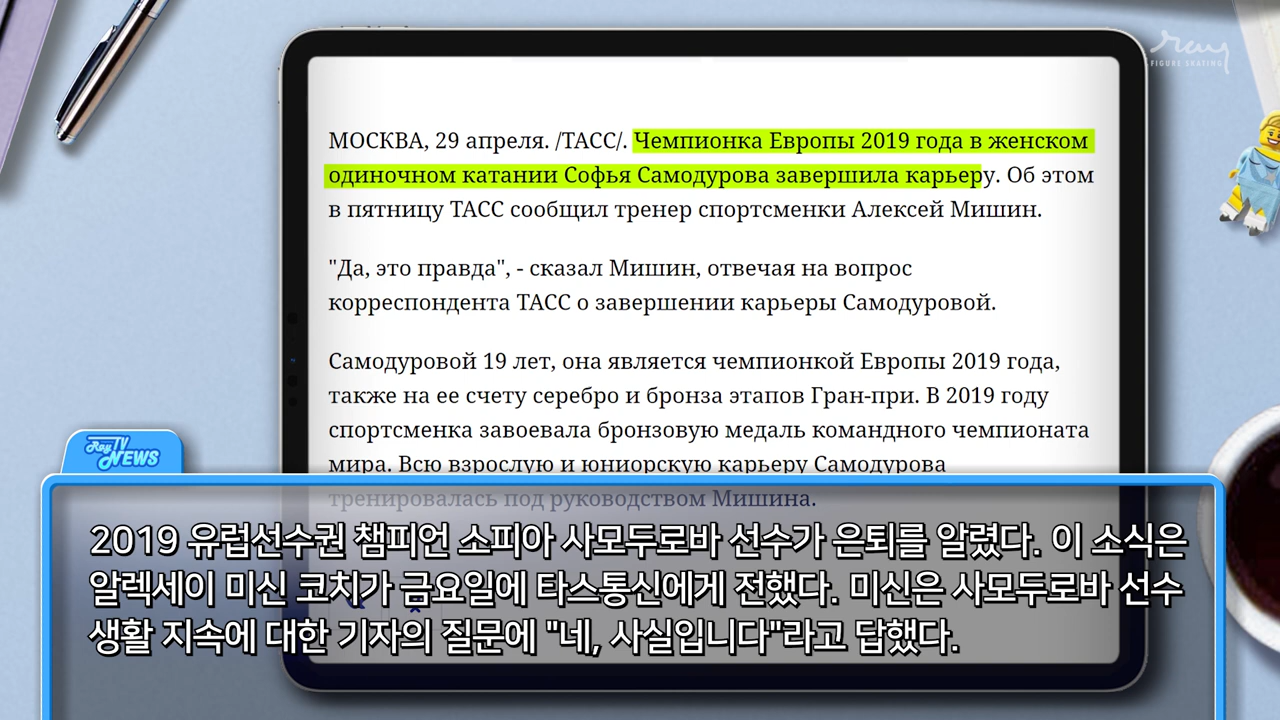 Ray
FIGURE SKATING
МОСКВА, 29 апреля. /ТАСС/. Чемпионка Европы 2019 года в женском
одиночном катании Софья Самодурова завершила карьеру. Об этом
в пятницу ТАСС сообщил тренер спортсменки Алексей Мишин.
"Да, это правда", - сказал Мишин, отвечая на вопрос
корреспондента ТАСС о завершении карьеры Самодуровой.
Самодуровой 19 лет, она является чемпионкой Европы 2019 года,
также на ее счету серебро и бронза этапов Гран-при. В 2019 году
спортсменка завоевала бронзовую медаль командного чемпионата
мира. Всю взрослую и юниорскую карьеру Самодурова
тренировалась под руководством Мишина.
RayTV
NEWS
2019 유럽선수권 챔피언 소피아 사모두로바 선수가 은퇴를 알렸다. 이 소식은
알렉세이 미신 코치가 금요일에 타스통신에게 전했다. 미신은 사모두로바 선수
생활 지속에 대한 기자의 질문에 "네, 사실입니다"라고 답했다.